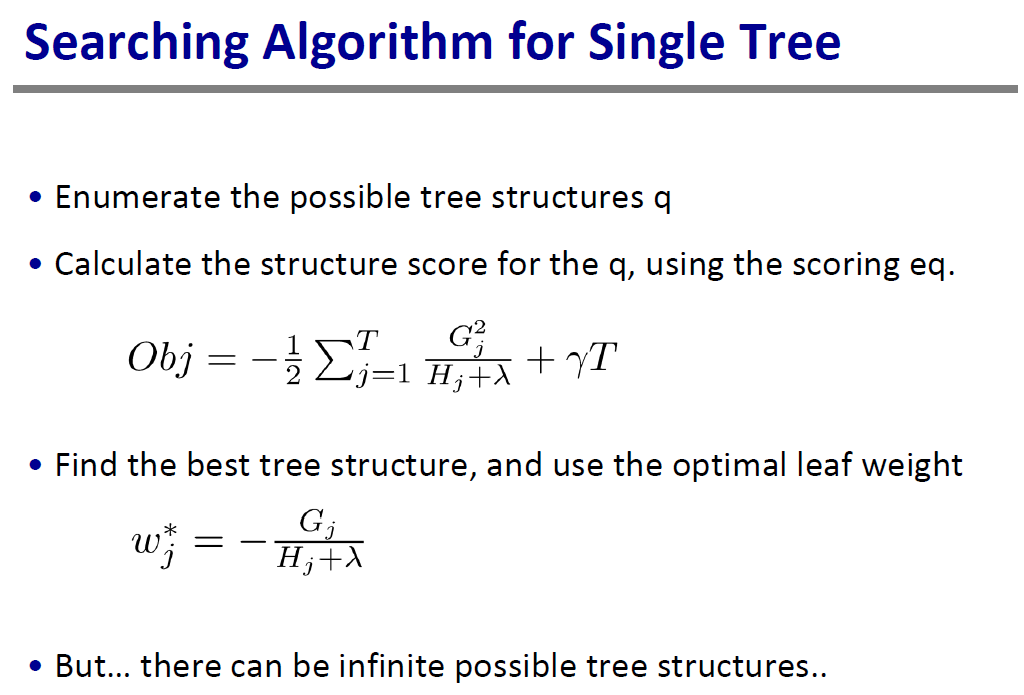 Searching Algorithm for Single Tree
• Enumerate the possible tree structures q
• Calculate the structure score for the q, using the scoring eq.
$Obj = -\frac{1}{2} \sum_{j=1}^{T} \frac{G_j^2}{H_j+\lambda} + \gamma T$
• Find the best tree structure, and use the optimal leaf weight
$w_j^* = -\frac{G_j}{H_j+\lambda}$
• But... there can be infinite possible tree structures..